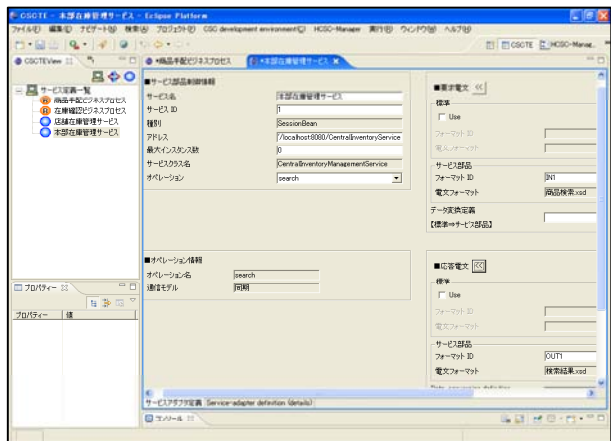 CSCTE - 本部在庫管理サービス - Eclipse Platform
ファイル(F) 編集(E) ナビゲート(N) 検索(A) プロジェクト(P) CSC development environment(C) HCSC-Manager 実行(R) ウィンドウ(W) ヘルプ(H)
CSCTE HCSC-Manag..
CSCTEView
*商品手配ビジネスプロセス
*本部在庫管理サービス
サービス定義一覧
商品手配ビジネスプロセス
在庫確認ビジネスプロセス
店舗在庫管理サービス
本部在庫管理サービス
■サービス部品制御情報
サービス名 本部在庫管理サービス
サービス ID 1
種別 SessionBean
アドレス "/localhost:8080/CentralInventoryService
最大インスタンス数 0
サービスクラス名 CentralInventoryManagementService
オペレーション search
■オペレーション情報
オペレーション名 search
通信モデル 同期
■要求電文 <<
標準
Use
フォーマット ID
電文フォーマット
サービス部品
フォーマット ID IN1
電文フォーマット 商品検索.xsd
データ変換定義
【標準⇒サービス部品】
■応答電文 <<
標準
Use
フォーマット ID
電文フォーマット
サービス部品
フォーマット ID OUT1
電文フォーマット 検索結果.xsd
プロパティー
プロパティー 値
サービスアダプタ定義 Service-adapter definition (details)
コンソール